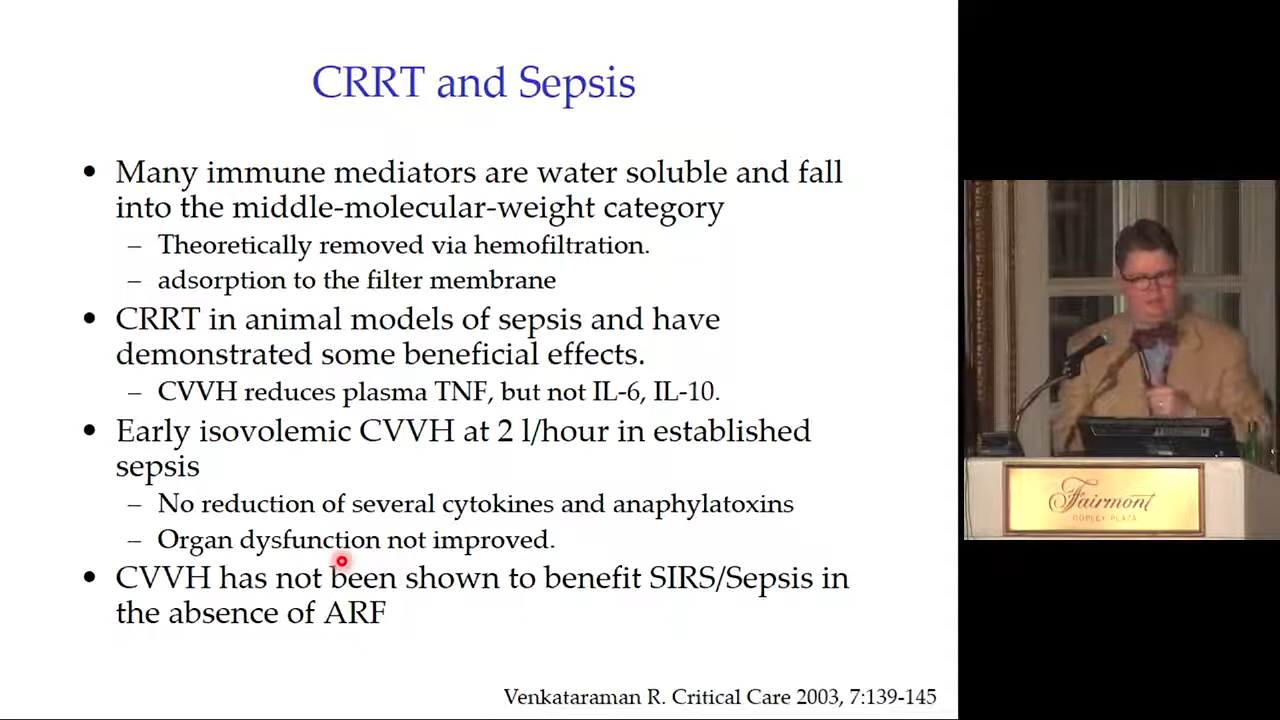 CRRT and Sepsis
• Many immune mediators are water soluble and fall
into the middle-molecular-weight category
– Theoretically removed via hemofiltration.
– adsorption to the filter membrane
• CRRT in animal models of sepsis and have
demonstrated some beneficial effects.
– CVVH reduces plasma TNF, but not IL-6, IL-10.
• Early isovolemic CVVH at 2 l/hour in established
sepsis
– No reduction of several cytokines and anaphylatoxins
– Organ dysfunction not improved.
• CVVH has not been shown to benefit SIRS/Sepsis in
the absence of ARF
Venkataraman R. Critical Care 2003, 7:139-145
Fairmont
COPLEY PLAZA